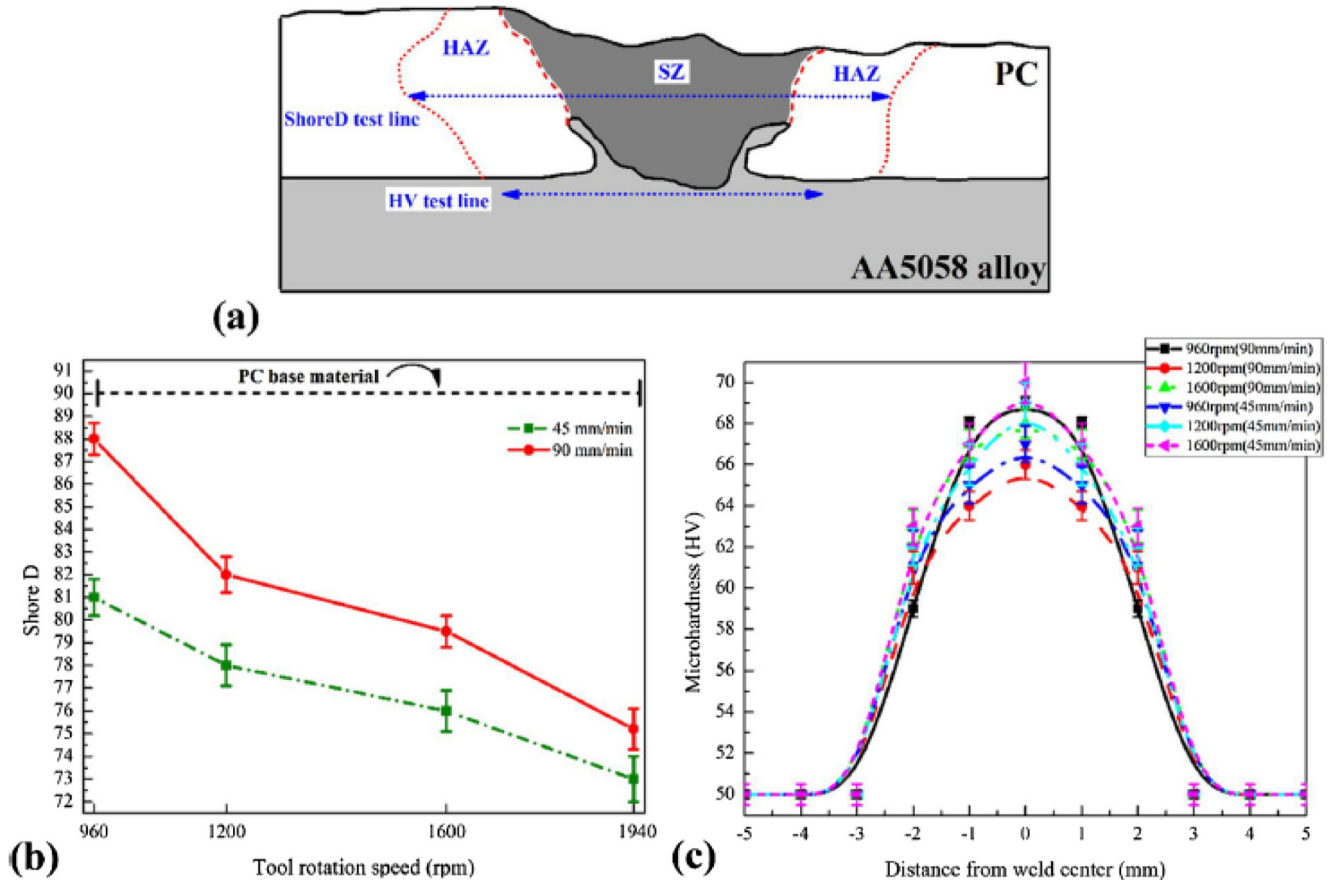 HAZ
SZ
HAZ
PC
ShoreD test line
HV test line
AA5058 alloy
(a)
91
90
89
88
87
86
85
84
83
82
81
80
79
78
77
76
75
74
73
72
PC base material
45 mm/min
90 mm/min
Shore D
960
1200
1600
1940
Tool rotation speed (rpm)
(b)
960rpm(90mm/min)
1200rpm(90mm/min)
1600rpm(90mm/min)
960rpm(45mm/min)
1200rpm(45mm/min)
1600rpm(45mm/min)
70
68
66
64
62
60
58
56
54
52
50
Microhardness (HV)
-5
-4
-3
-2
-1
0
1
2
3
4
5
Distance from weld center (mm)
(c)